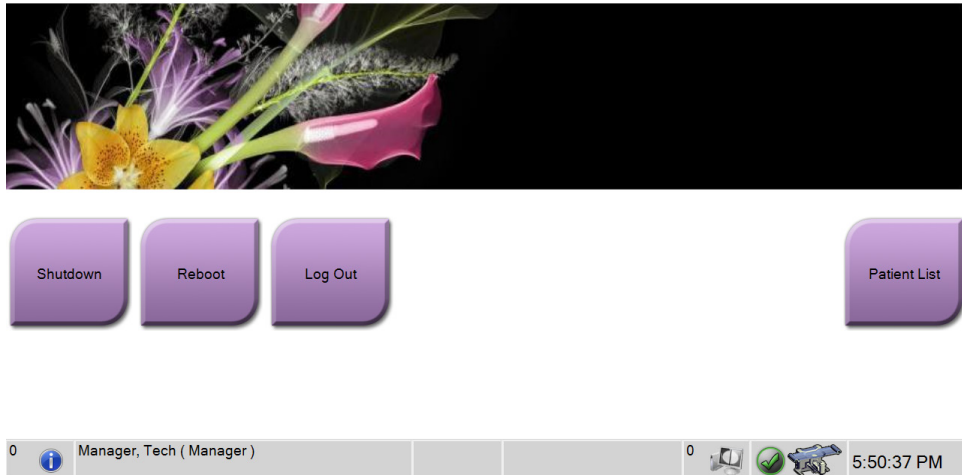 Shutdown
Reboot
Log Out
Patient List
0
Manager, Tech ( Manager )
0
5:50:37 PM